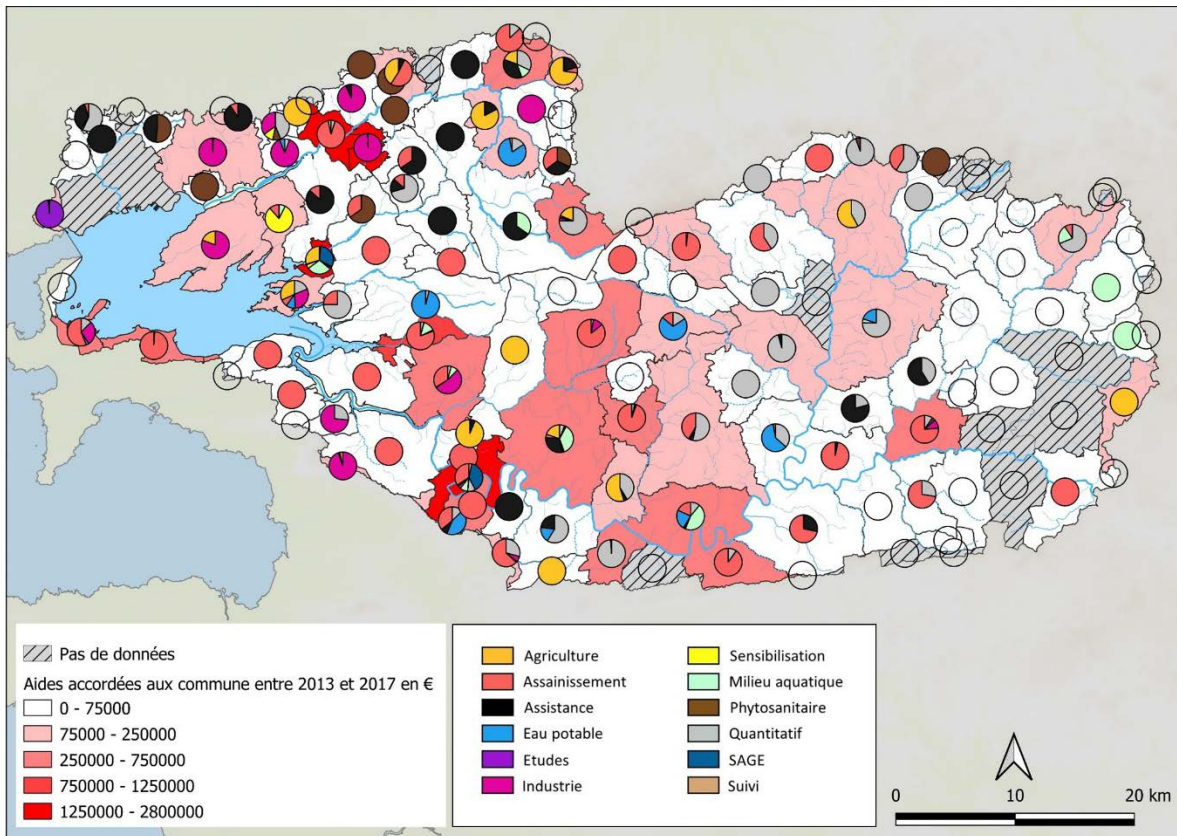 Pas de données
Aides accordées aux commune entre 2013 et 2017 en €
0 - 75000
75000 - 250000
250000 - 750000
750000 - 1250000
1250000 - 2800000
Agriculture
Assainissement
Assistance
Eau potable
Etudes
Industrie
Sensibilisation
Milieu aquatique
Phytosanitaire
Quantitatif
SAGE
Suivi
0 10 20 km